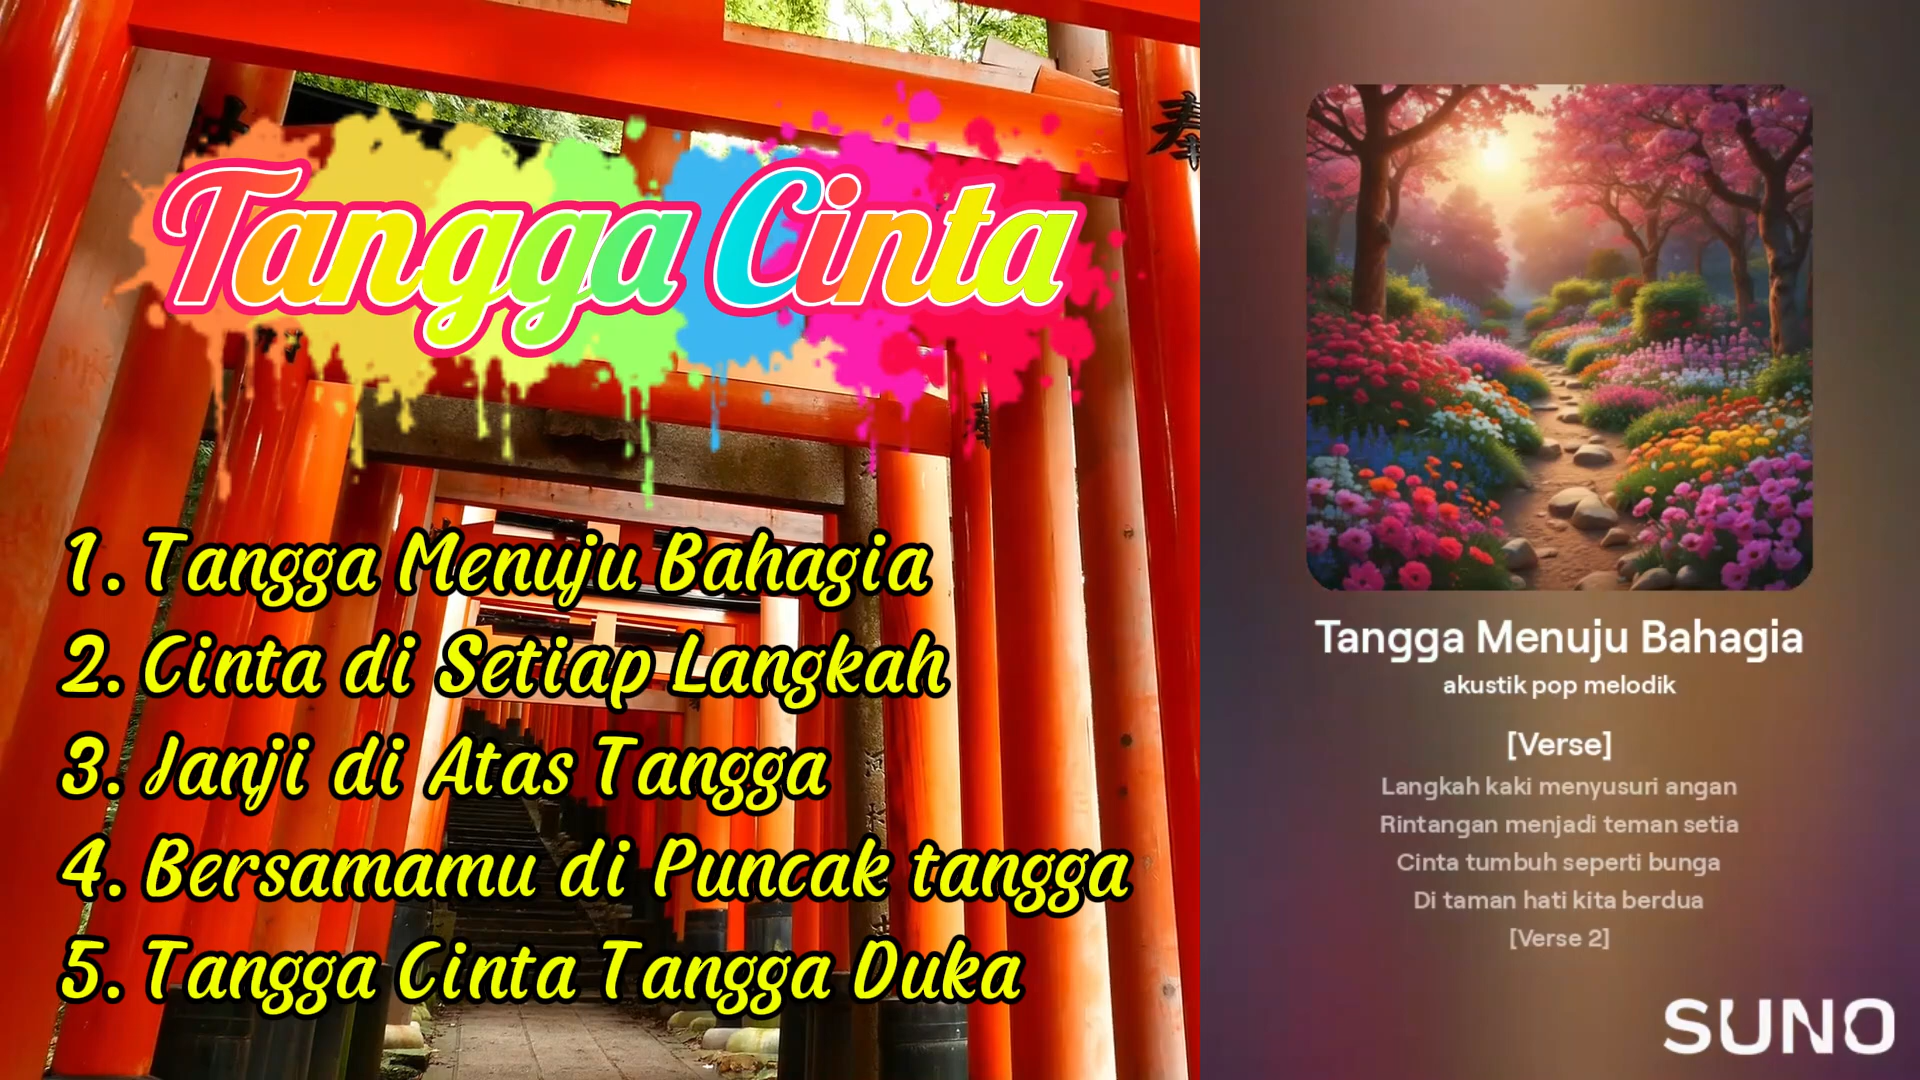 Tangga Cinta
1. Tangga Menuju Bahagia
2. Cinta di Setiap Langkah
3. Janji di Atas Tangga
4. Bersamamu di Puncak tangga
5. Tangga Cinta Tangga Duka
奉
Tangga Menuju Bahagia
akustik pop melodik
[Verse]
Langkah kaki menyusuri angan
Rintangan menjadi teman setia
Cinta tumbuh seperti bunga
Di taman hati kita berdua
[Verse 2]
SUNO